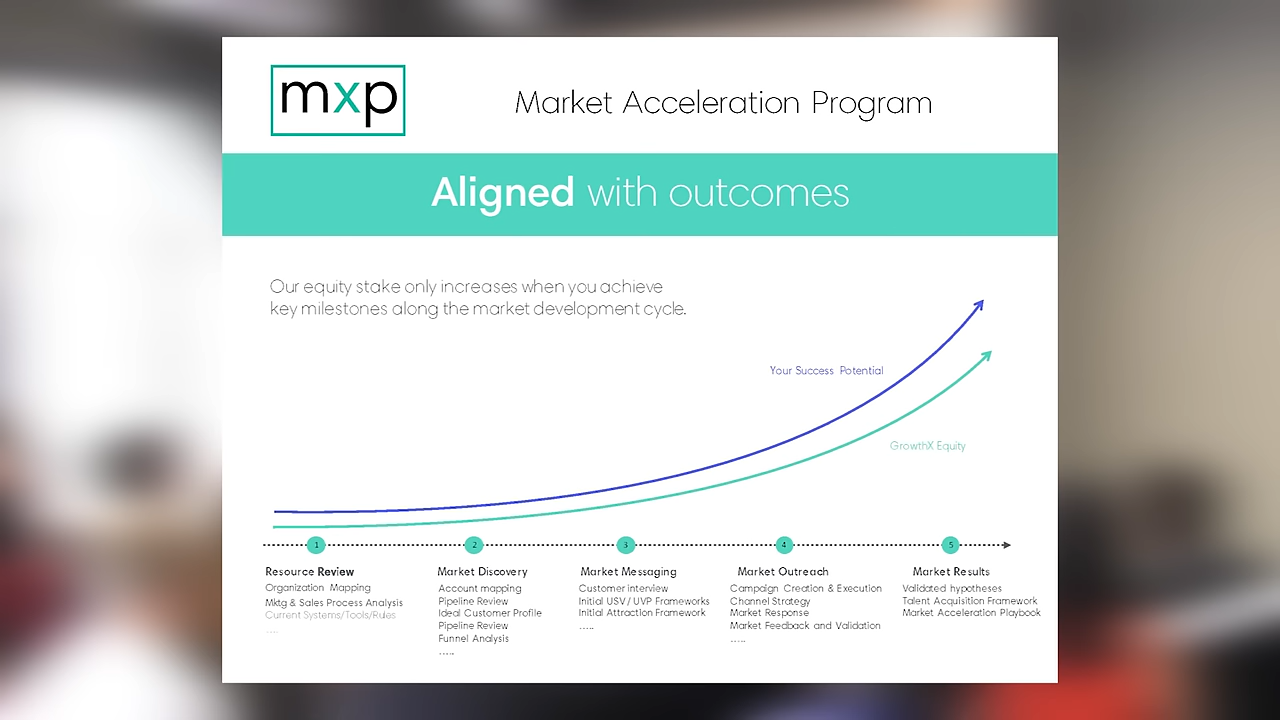 mxp
Market Acceleration Program
Aligned with outcomes
Our equity stake only increases when you achieve
key milestones along the market development cycle.
Your Success Potential
GrowthX Equity
1
2
3
4
5
Resource Review
Organization Mapping
Mktg & Sales Process Analysis
Current Systems/Tools/Rules
....
Market Discovery
Account mapping
Pipeline Review
Ideal Customer Profile
Pipeline Review
Funnel Analysis
.....
Market Messaging
Customer interview
Initial USV / UVP Frameworks
Initial Attraction Framework
.....
Market Outreach
Campaign Creation & Execution
Channel Strategy
Market Response
Market Feedback and Validation
.....
Market Results
Validated hypotheses
Talent Acquisition Framework
Market Acceleration Playbook